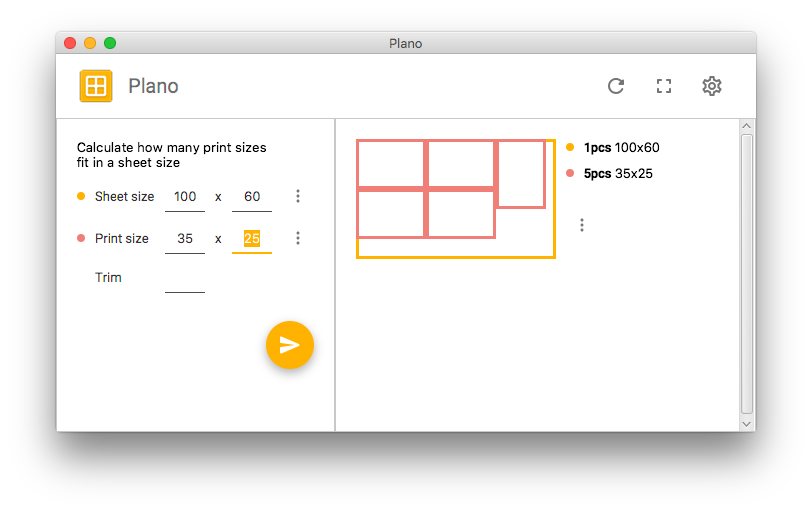 Plano
Plano
Calculate how many print sizes
fit in a sheet size
Sheet size 100 x 60
Print size 35 x 25
Trim
1pcs 100x60
5pcs 35x25